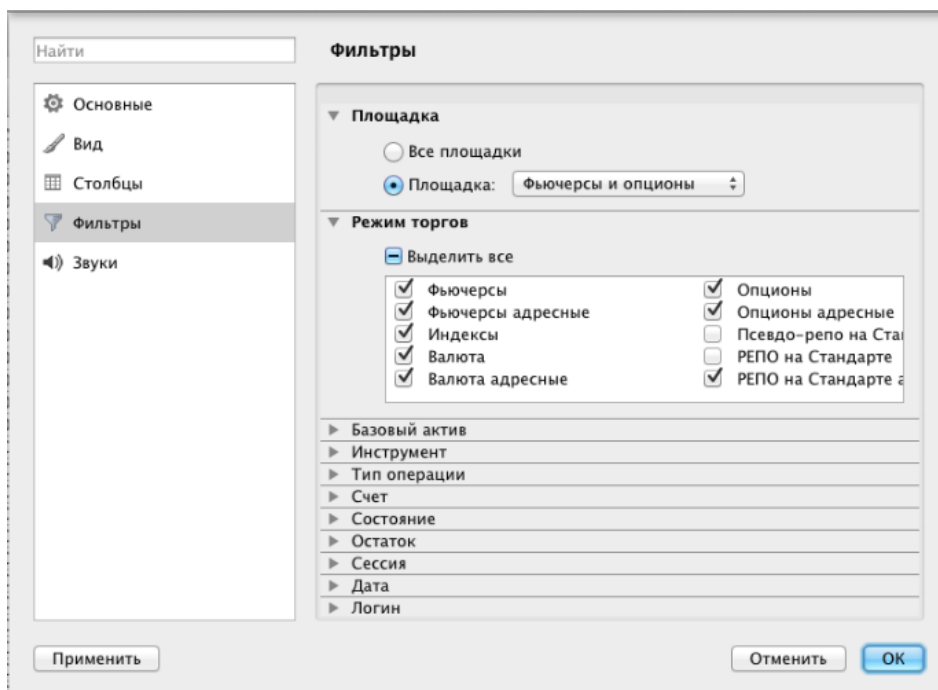 Найти
Фильтры
Основные
Вид
Столбцы
Фильтры
Звуки
Площадка
Все площадки
Площадка: Фьючерсы и опционы
Режим торгов
Выделить все
Фьючерсы
Фьючерсы адресные
Индексы
Валюта
Валюта адресные
Опционы
Опционы адресные
Псевдо-репо на
РЕПО на Стандарте
РЕПО на Стандарте
Базовый актив
Инструмент
Тип операции
Счет
Состояние
Остаток
Сессия
Дата
Логин
Применить
Отменить
OK